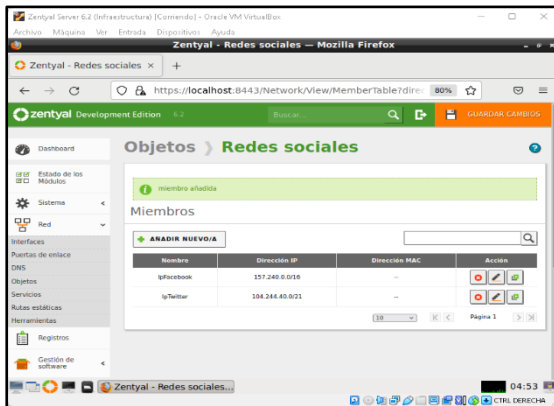 Zentyal Server 6.2 (Infraestructura) [Corriendo] - Oracle VM VirtualBox
Archivo Máquina Ver Entrada Dispositivos Ayuda
Zentyal - Redes sociales — Mozilla Firefox
Zentyal - Redes sociales
https://localhost:8443/Network/View/MemberTable?direc 80%
zentyal Development Edition 6.2
Buscar...
GUARDAR CAMBIOS
Dashboard
Estado de los
Módulos
Sistema
Red
Interfaces
Puertas de enlace
DNS
Objetos
Servicios
Rutas estáticas
Herramientas
Registros
Gestión de
software
Objetos Redes sociales
miembro añadida
Miembros
AÑADIR NUEVO/A
Nombre Dirección IP Dirección MAC Acción
IpFacebook 157.240.0.0/16 --
IpTwitter 104.244.40.0/21 --
10 Página 1
Zentyal - Redes sociales... 04:53
CTRL DERECHA